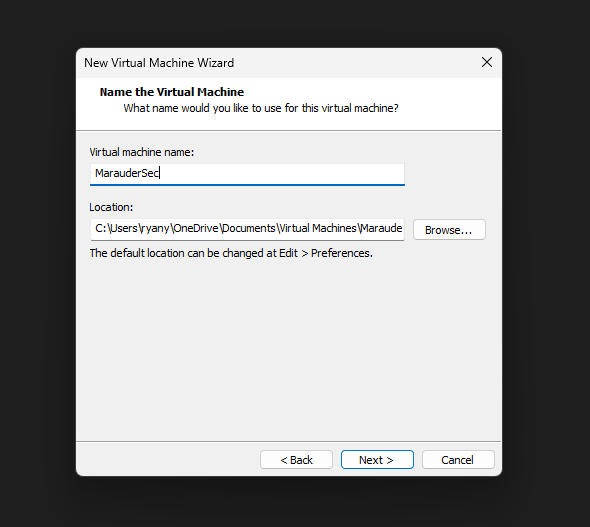 New Virtual Machine Wizard
Name the Virtual Machine
What name would you like to use for this virtual machine?
Virtual machine name:
MarauderSec
Location:
C:\Users\ryany\OneDrive\Documents\Virtual Machines\Maraude
Browse...
The default location can be changed at Edit > Preferences.
< Back
Next >
Cancel